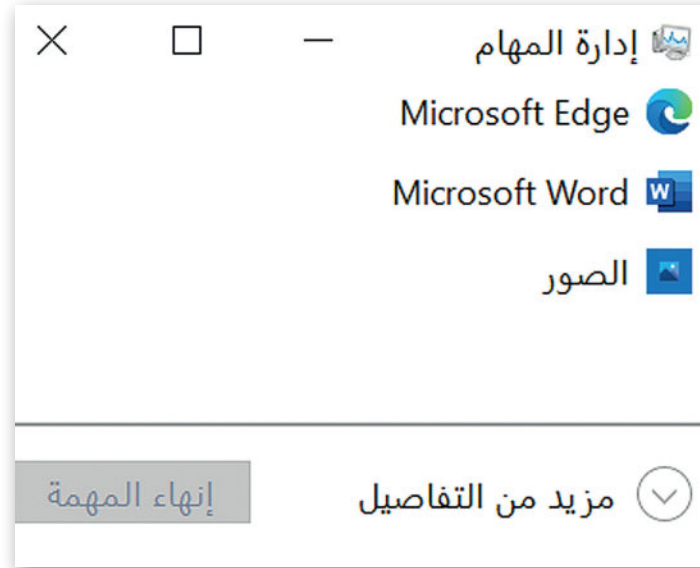 إدارة المهام
Microsoft Edge
Microsoft Word
الصور
مزيد من التفاصيل
إنهاء المهمة